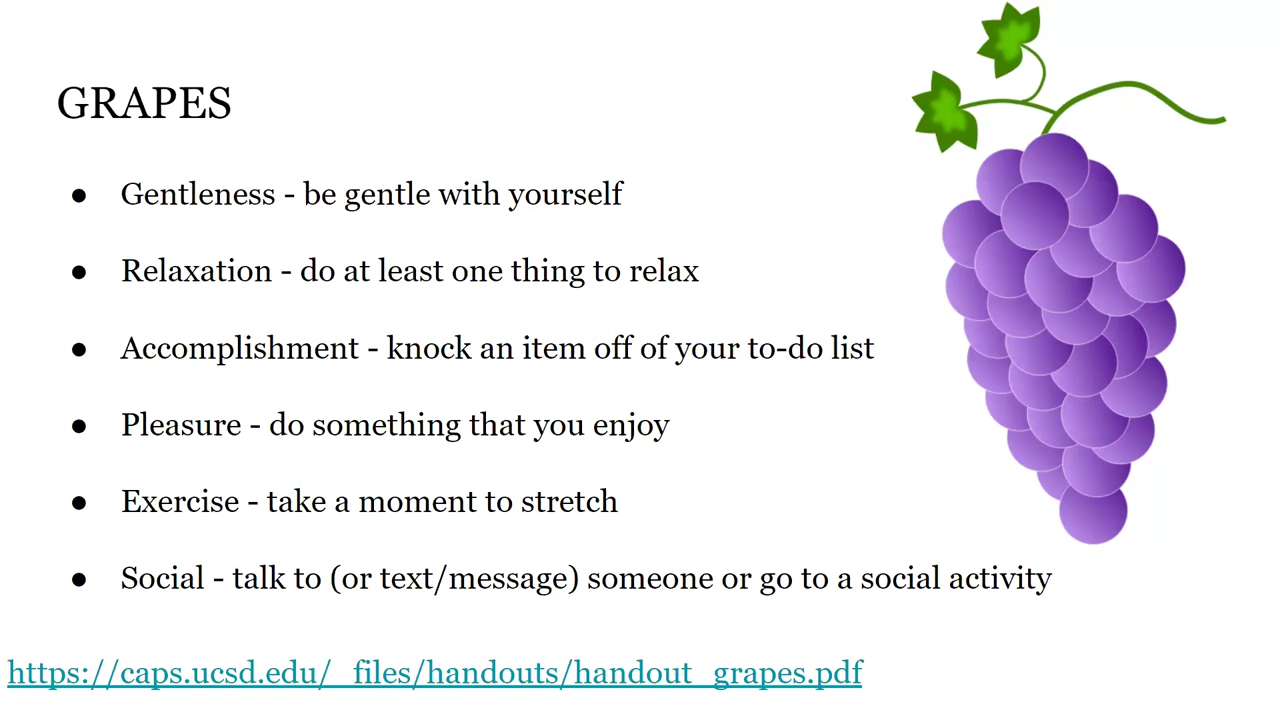 GRAPES
● Gentleness - be gentle with yourself
● Relaxation - do at least one thing to relax
● Accomplishment - knock an item off of your to-do list
● Pleasure - do something that you enjoy
● Exercise - take a moment to stretch
● Social - talk to (or text/message) someone or go to a social activity
https://caps.ucsd.edu/_files/handouts/handout_grapes.pdf